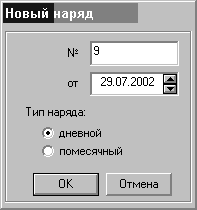 Новый наряд
№ 9
от 29.07.2002
Тип наряда:
дневной
помесячный
OK Отмена